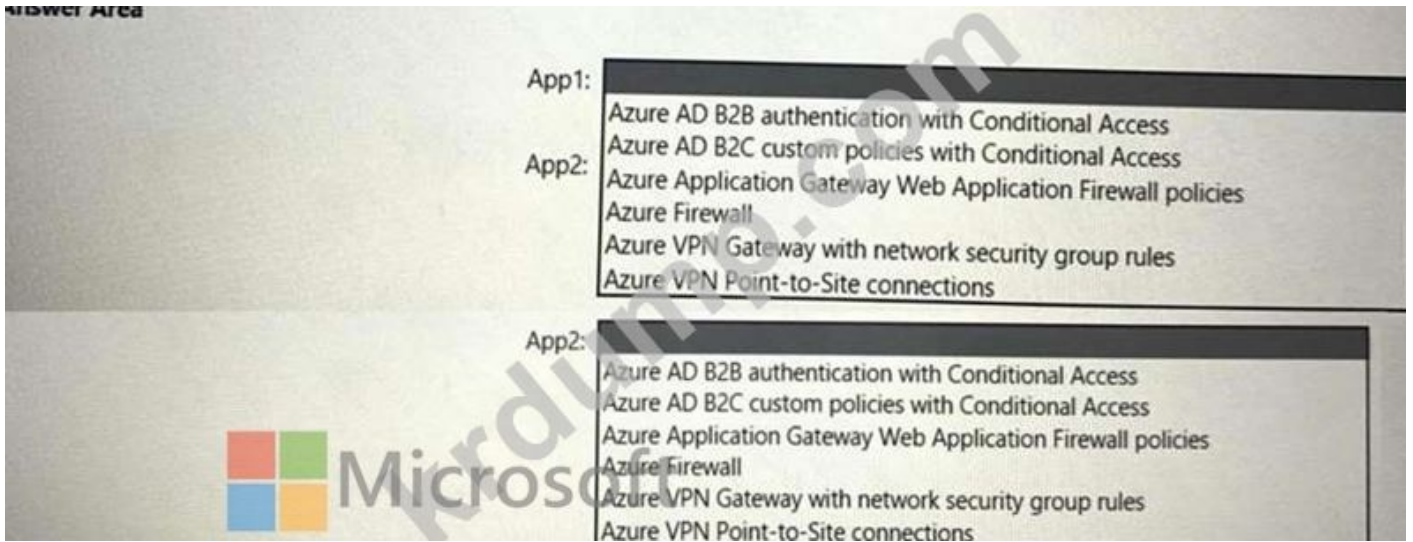 Answer Area
App1:
Azure AD B2B authentication with Conditional Access
Azure AD B2C custom policies with Conditional Access
App2:
Azure Application Gateway Web Application Firewall policies
Azure Firewall
Azure VPN Gateway with network security group rules
Azure VPN Point-to-Site connections
App2:
Azure AD B2B authentication with Conditional Access
Azure AD B2C custom policies with Conditional Access
Azure Application Gateway Web Application Firewall policies
Azure Firewall
Azure VPN Gateway with network security group rules
Azure VPN Point-to-Site connections
Microsoft
krdump.com